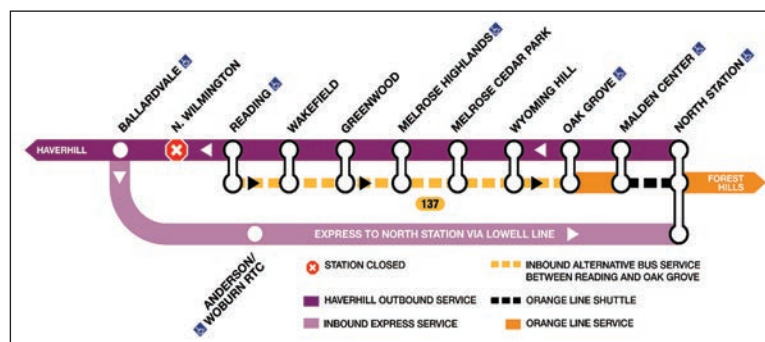 BALLARDVALE
N. WILMINGTON
READING
WAKEFIELD
GREENWOOD
MELROSE HIGHLANDS
MELROSE CEDAR PARK
WYOMING HILL
OAK GROVE
MALDEN CENTER
NORTH STATION
HAVERHILL
FOREST
HILLS
137
EXPRESS TO NORTH STATION VIA LOWELL LINE
ANDERSON/
WOBURN RTC
STATION CLOSED
INBOUND ALTERNATIVE BUS SERVICE
BETWEEN READING AND OAK GROVE
HAVERHILL OUTBOUND SERVICE
ORANGE LINE SHUTTLE
INBOUND EXPRESS SERVICE
ORANGE LINE SERVICE